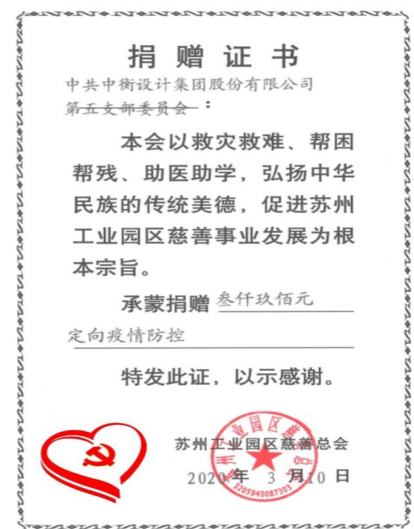 捐赠证书
中共中衡设计集团股份有限公司
第五支部委员会：
本会以救灾救难、帮困
帮残、助医助学，弘扬中华
民族的传统美德，促进苏州
工业园区慈善事业发展为根
本宗旨。
承蒙捐赠 叁仟玖佰元
定向疫情防控
特发此证，以示感谢。
苏州工业园区慈善总会
2020年 3 月10 日